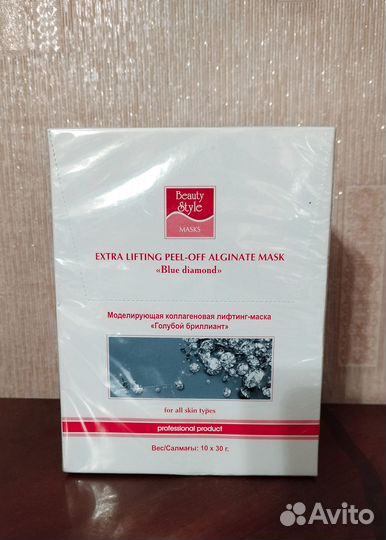 Beauty
Style
MASKS
EXTRA LIFTING PEEL-OFF ALGINATE MASK
«Blue diamond»
Моделирующая коллагеновая лифтинг-маска
«Голубой бриллиант»
for all skin types
professional product
Вес/Салмағы: 10 x 30 г.
Avito